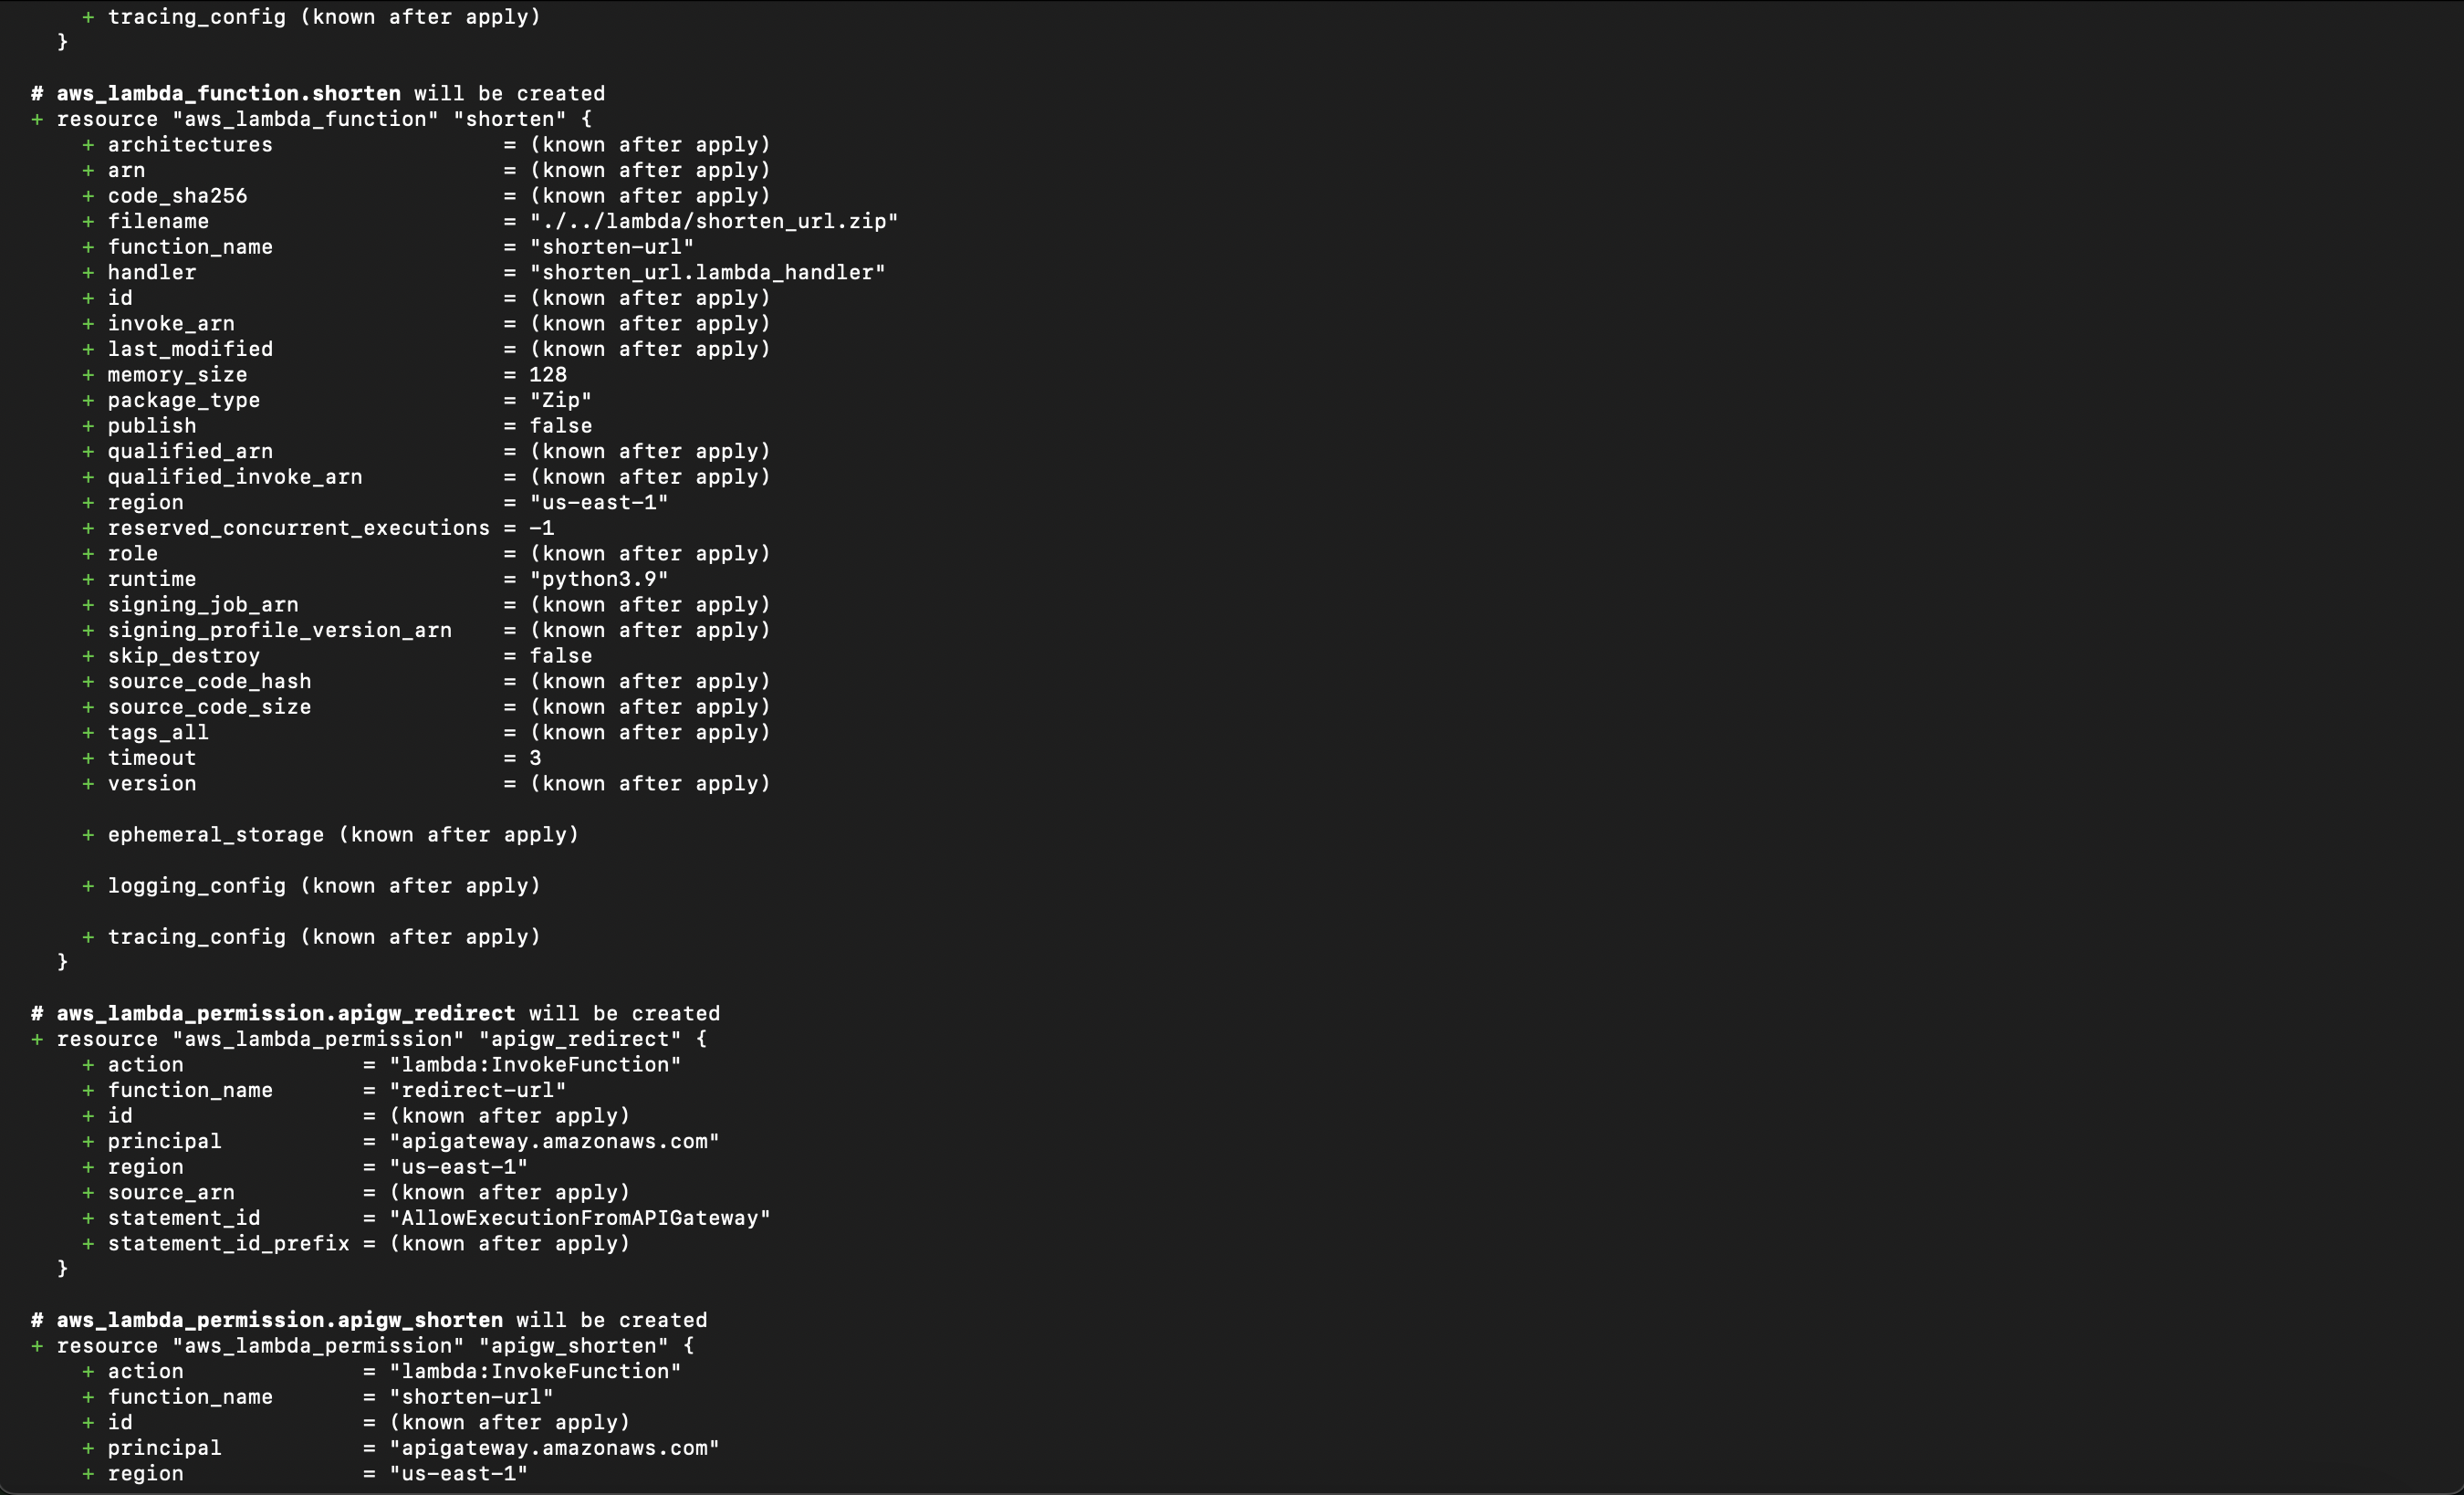 + tracing_config (known after apply)
}
# aws_lambda_function.shorten will be created
+ resource "aws_lambda_function" "shorten" {
+ architectures = (known after apply)
+ arn = (known after apply)
+ code_sha256 = (known after apply)
+ filename = "./../lambda/shorten_url.zip"
+ function_name = "shorten-url"
+ handler = "shorten_url.lambda_handler"
+ id = (known after apply)
+ invoke_arn = (known after apply)
+ last_modified = (known after apply)
+ memory_size = 128
+ package_type = "Zip"
+ publish = false
+ qualified_arn = (known after apply)
+ qualified_invoke_arn = (known after apply)
+ region = "us-east-1"
+ reserved_concurrent_executions = -1
+ role = (known after apply)
+ runtime = "python3.9"
+ signing_job_arn = (known after apply)
+ signing_profile_version_arn = (known after apply)
+ skip_destroy = false
+ source_code_hash = (known after apply)
+ source_code_size = (known after apply)
+ tags_all = (known after apply)
+ timeout = 3
+ version = (known after apply)
+ ephemeral_storage (known after apply)
+ logging_config (known after apply)
+ tracing_config (known after apply)
}
# aws_lambda_permission.apigw_redirect will be created
+ resource "aws_lambda_permission" "apigw_redirect" {
+ action = "lambda:InvokeFunction"
+ function_name = "redirect-url"
+ id = (known after apply)
+ principal = "apigateway.amazonaws.com"
+ region = "us-east-1"
+ source_arn = (known after apply)
+ statement_id = "AllowExecutionFromAPIGateway"
+ statement_id_prefix = (known after apply)
}
# aws_lambda_permission.apigw_shorten will be created
+ resource "aws_lambda_permission" "apigw_shorten" {
+ action = "lambda:InvokeFunction"
+ function_name = "shorten-url"
+ id = (known after apply)
+ principal = "apigateway.amazonaws.com"
+ region = "us-east-1"